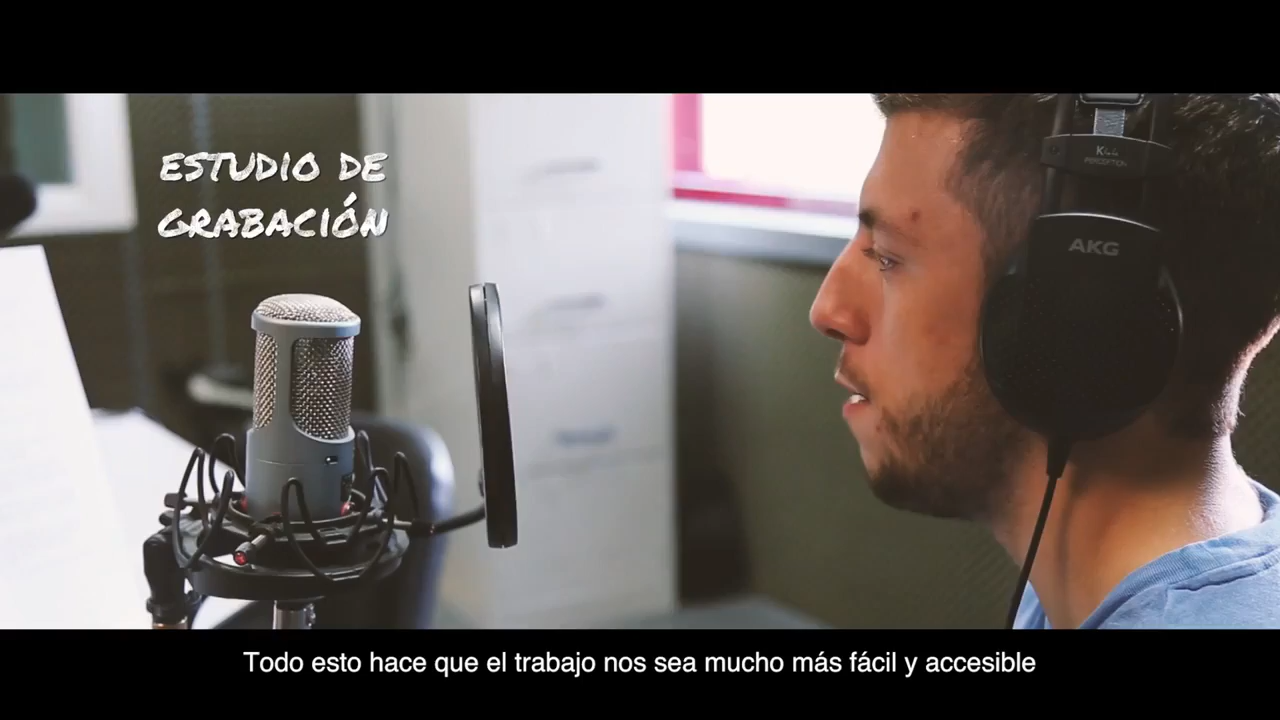 ESTUDIO DE
GRABACIÓN
K44
PERCEPTION
AKG
Todo esto hace que el trabajo nos sea mucho más fácil y accesible